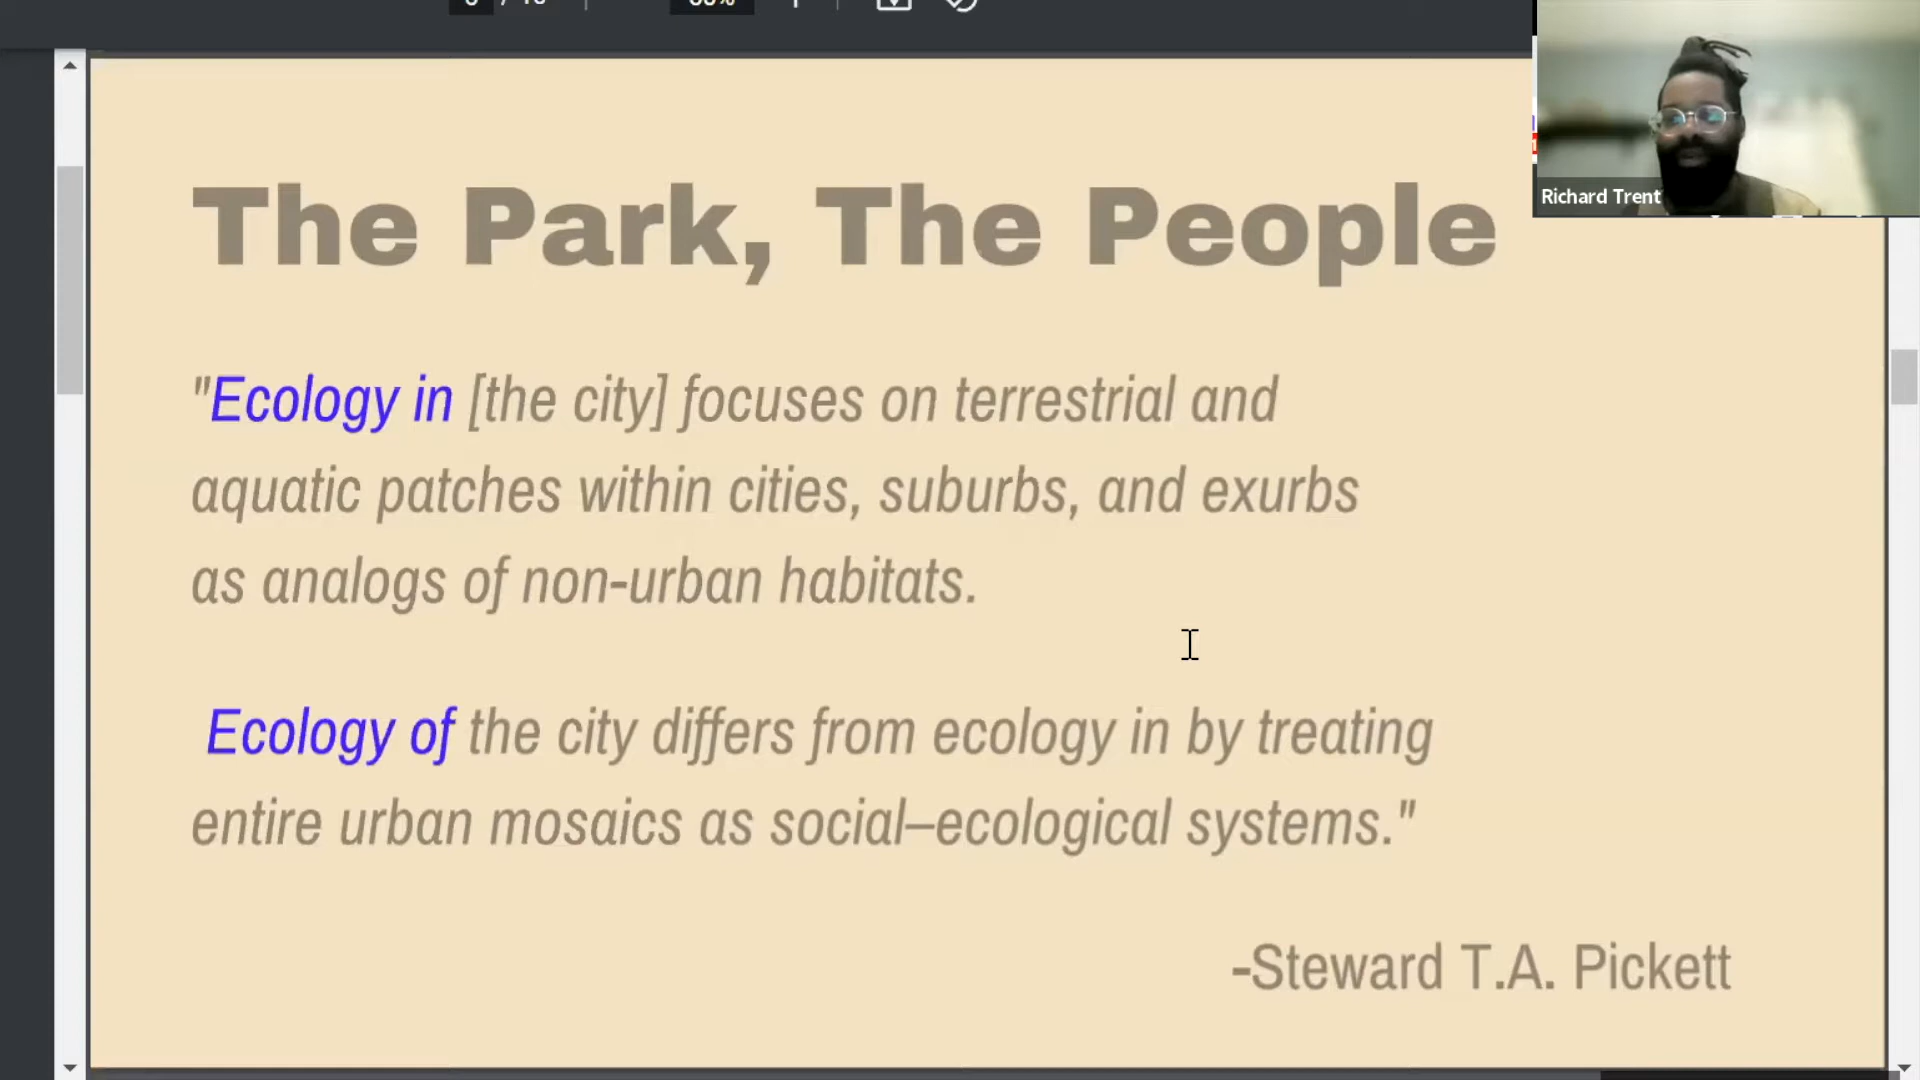 Richard Trent
The Park, The People
"Ecology in [the city] focuses on terrestrial and
aquatic patches within cities, suburbs, and exurbs
as analogs of non-urban habitats.
Ecology of the city differs from ecology in by treating
entire urban mosaics as social–ecological systems."
-Steward T.A. Pickett